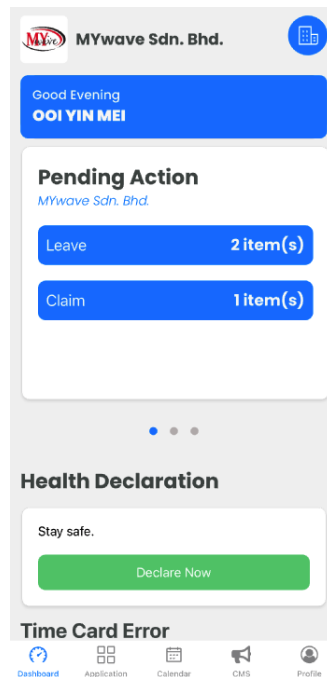 MYwave MYwave Sdn. Bhd.
Good Evening
OOI YIN MEI
Pending Action
MYwave Sdn. Bhd.
Leave 2 item(s)
Claim 1 item(s)
Health Declaration
Stay safe.
Declare Now
Time Card Error
Dashboard Application Calendar CMS Profile